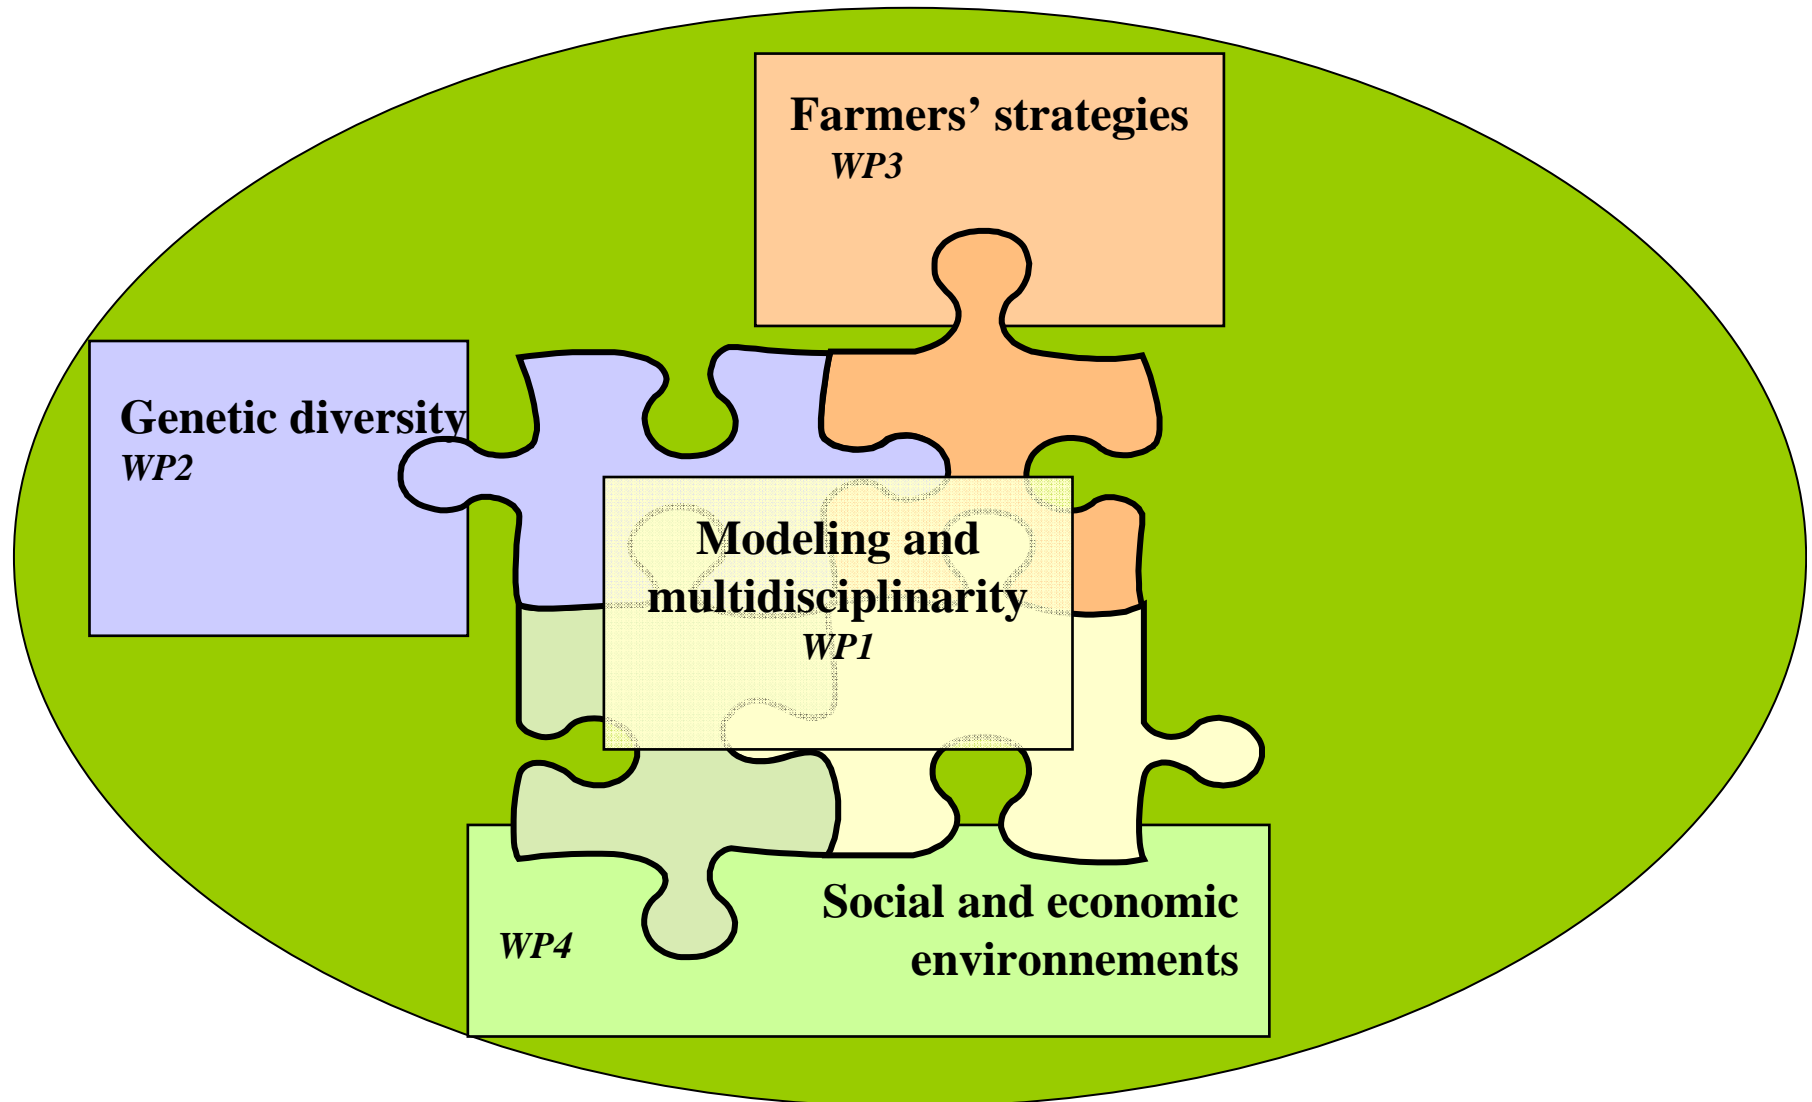 Farmers’ strategies
WP3
Genetic diversity
WP2
Modeling and
multidisciplinarity
WP1
Social and economic
WP4
environnements